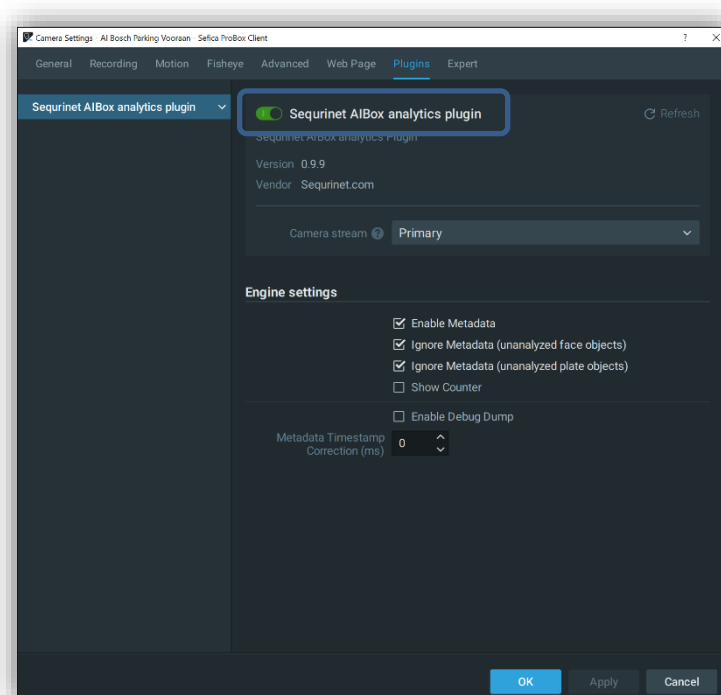 Camera Settings - AI Bosch Parking Vooraan - Sefica ProBox Client
General Recording Motion Fisheye Advanced Web Page Plugins Expert
Sequrinet AIBox analytics plugin
Sequrinet AIBox analytics plugin
Refresh
Sequrinet AIBox analytics Plugin
Version 0.9.9
Vendor Sequrinet.com
Camera stream ? Primary
Engine settings
Enable Metadata
Ignore Metadata (unanalyzed face objects)
Ignore Metadata (unanalyzed plate objects)
Show Counter
Enable Debug Dump
Metadata Timestamp
Correction (ms)
0
OK Apply Cancel